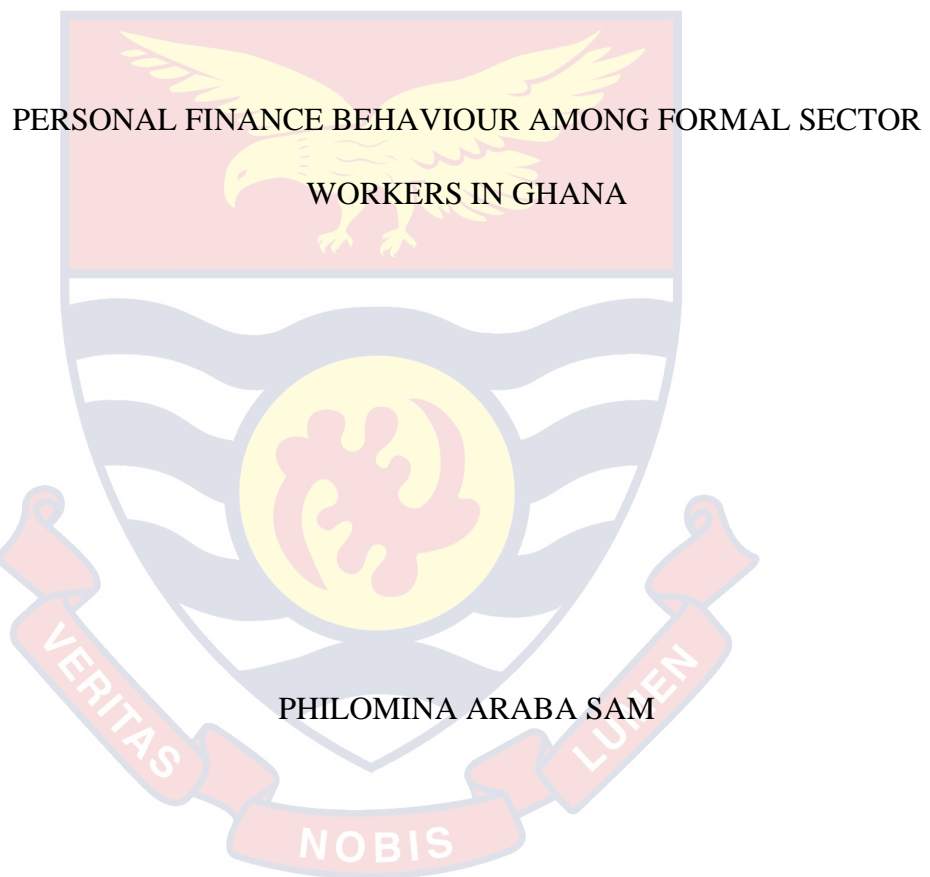 PERSONAL FINANCE BEHAVIOUR AMONG FORMAL SECTOR
WORKERS IN GHANA
PHILOMINA ARABA SAM
VERITAS
NOBIS
LUMEN